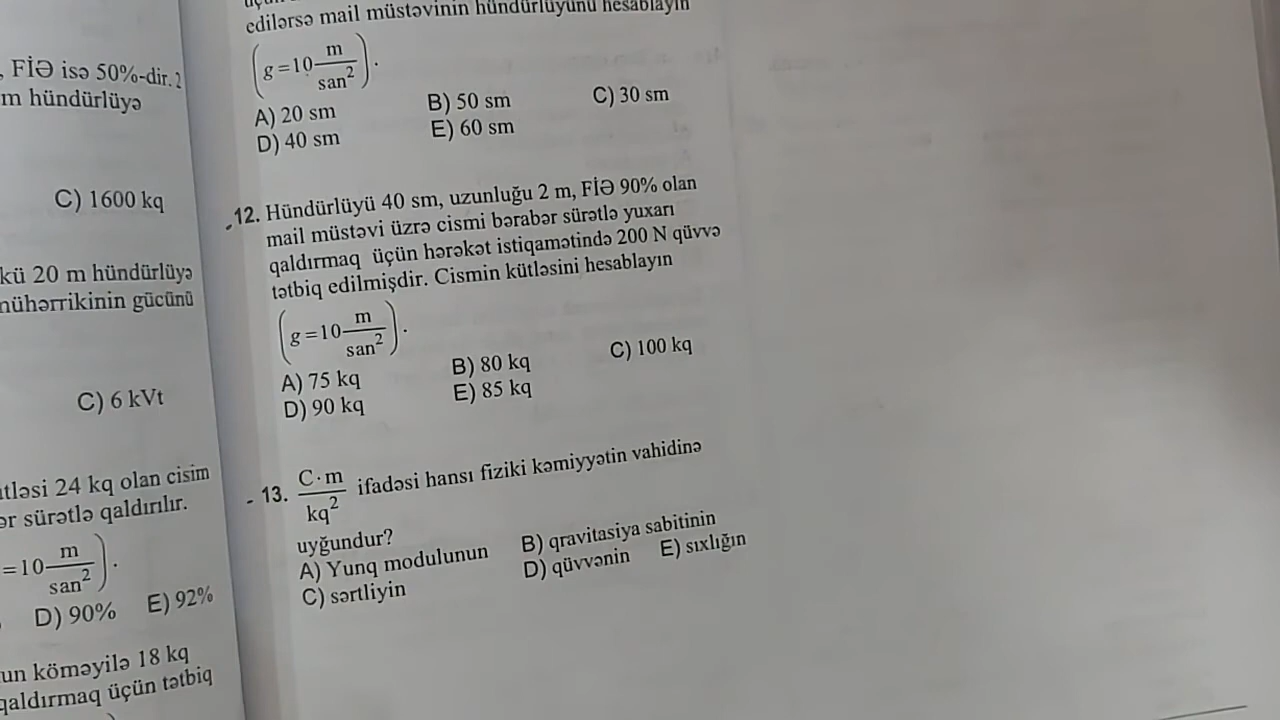 , FİƏ isə 50%-dir.
m hündürlüyə
C) 1600 kq
kü 20 m hündürlüyə
mühərrikinin gücünü
C) 6 kVt
24 kq olan cisim
ər sürətlə qaldırılır.
=10 m/san²).
D) 90% E) 92%
un köməyilə 18 kq
qaldırmaq üçün tətbiq
edilərsə mail müstəvinin hündürlüyünü hesablayın
(g=10 m/san²).
A) 20 sm B) 50 sm C) 30 sm
D) 40 sm E) 60 sm
12. Hündürlüyü 40 sm, uzunluğu 2 m, FİƏ 90% olan
mail müstəvi üzrə cismi bərabər sürətlə yuxarı
qaldırmaq üçün hərəkət istiqamətində 200 N qüvvə
tətbiq edilmişdir. Cismin kütləsini hesablayın
(g=10 m/san²).
A) 75 kq B) 80 kq C) 100 kq
D) 90 kq E) 85 kq
13. C·m/kq² ifadəsi hansı fiziki kəmiyyətin vahidinə
uyğundur?
A) Yunq modulunun B) qravitasiya sabitinin
C) sərtliyin D) qüvvənin E) sıxlığın